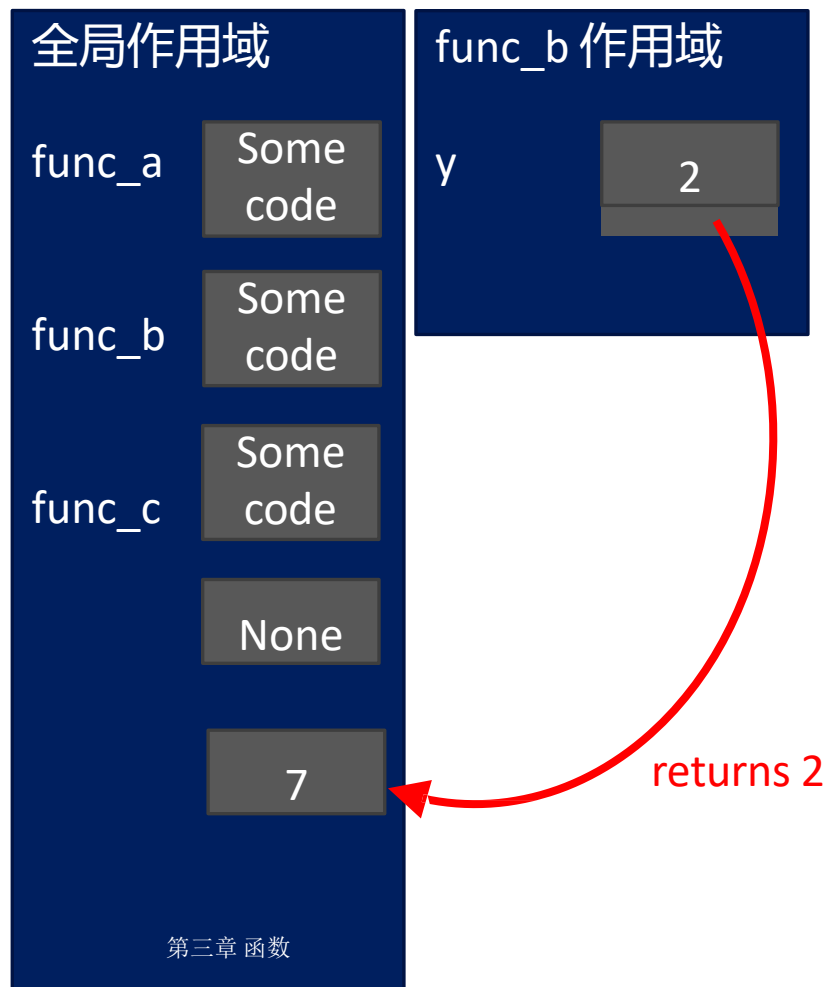 全局作用域
func_a
Some
code
func_b
Some
code
func_c
Some
code
None
7
第三章 函数
func_b 作用域
y
2
returns 2